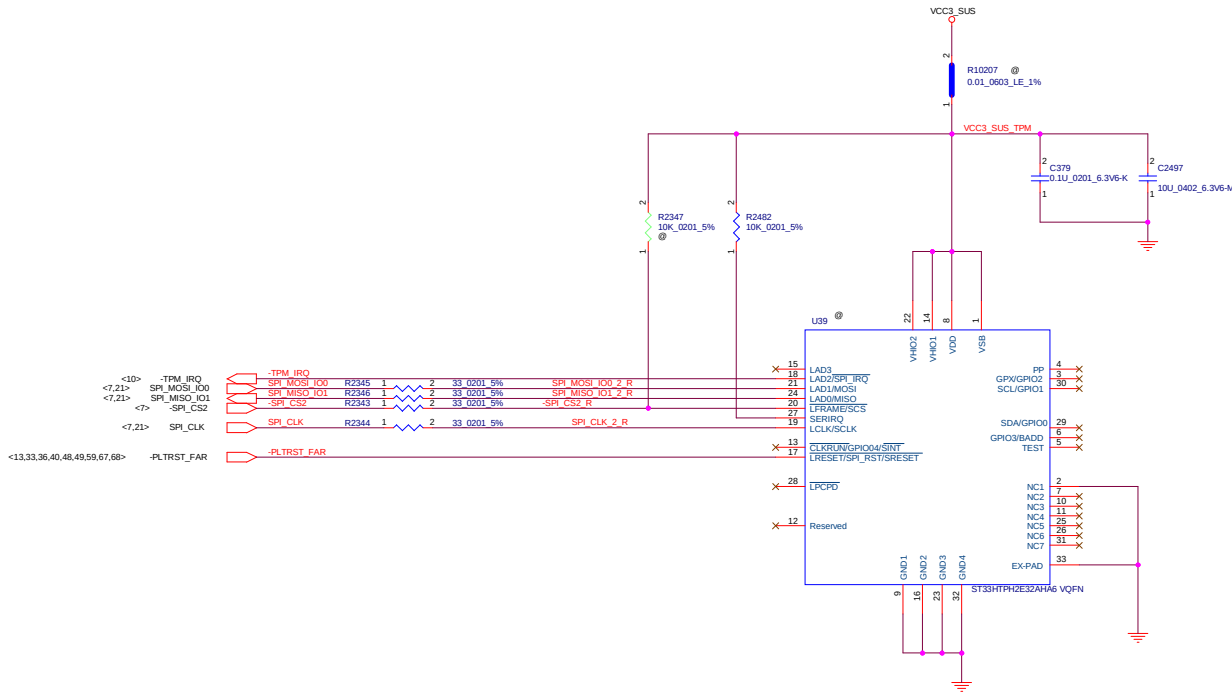 VCC3_SUS
2
R10207 @
0.01_0603_LE_1%
1
VCC3_SUS_TPM
2
C379
0.1U_0201_6.3V6-K
1
2
C2497
10U_0402_6.3V6-M
1
2
R2347
10K_0201_5%
@
1
2
R2482
10K_0201_5%
1
U39 @
22
14
8
1
VHIO2
VHIO1
VDD
VSB
<10> -TPM_IRQ -TPM_IRQ
<7,21> SPI_MOSI_IO0 SPI_MOSI_IO0 R2345 1 2 33_0201_5% SPI_MOSI_IO0_2_R
<7,21> SPI_MISO_IO1 SPI_MISO_IO1 R2346 1 2 33_0201_5% SPI_MISO_IO1_2_R
<7> -SPI_CS2 -SPI_CS2 R2343 1 2 33_0201_5% -SPI_CS2_R
<7,21> SPI_CLK SPI_CLK R2344 1 2 33_0201_5% SPI_CLK_2_R
<13,33,36,40,48,49,59,67,68> -PLTRST_FAR -PLTRST_FAR
15 LAD3
18 LAD2/SPI_IRQ
21 LAD1/MOSI
24 LAD0/MISO
20 LFRAME/SCS
27 SERIRQ
19 LCLK/SCLK
13 CLKRUN/GPIO04/SINT
17 LRESET/SPI_RST/SRESET
28 LPCPD
12 Reserved
PP 4
GPX/GPIO2 3
SCL/GPIO1 30
SDA/GPIO0 29
GPIO3/BADD 6
TEST 5
NC1 2
NC2 7
NC3 10
NC4 11
NC5 25
NC6 26
NC7 31
EX-PAD 33
GND1
GND2
GND3
GND4
9
16
23
32
ST33HTPH2E32AHA6 VQFN